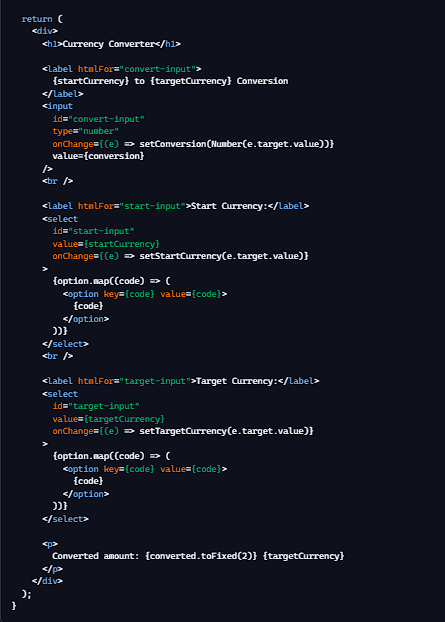 return (
<div>
<h1>Currency Converter</h1>
<label htmlFor="convert-input">
{startCurrency} to {targetCurrency} Conversion
</label>
<input
id="convert-input"
type="number"
onChange={(e) => setConversion(Number(e.target.value))}
value={conversion}
/>
<br />
<label htmlFor="start-input">Start Currency:</label>
<select
id="start-input"
value={startCurrency}
onChange={(e) => setStartCurrency(e.target.value)}
>
{option.map((code) => (
<option key={code} value={code}>
{code}
</option>
))}
</select>
<br />
<label htmlFor="target-input">Target Currency:</label>
<select
id="target-input"
value={targetCurrency}
onChange={(e) => setTargetCurrency(e.target.value)}
>
{option.map((code) => (
<option key={code} value={code}>
{code}
</option>
))}
</select>
<p>
Converted amount: {converted.toFixed(2)} {targetCurrency}
</p>
</div>
);
}